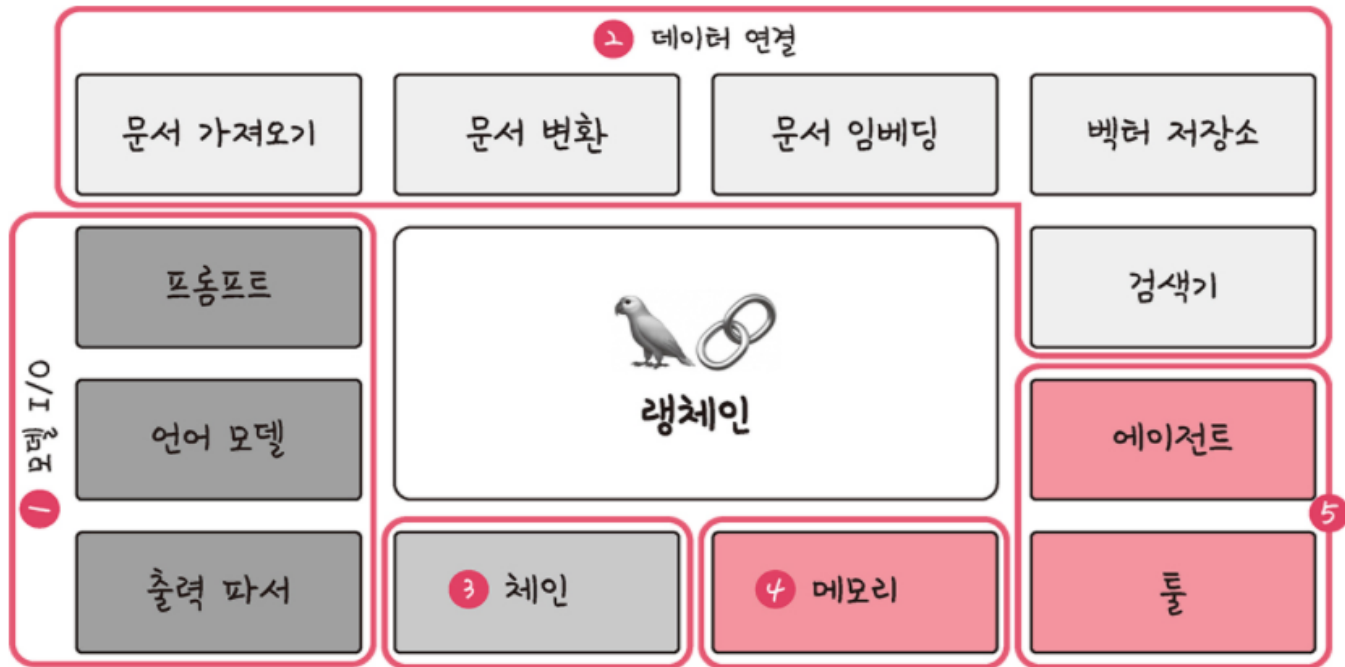 2 데이터 연결
문서 가져오기
문서 변환
문서 임베딩
벡터 저장소
1 모델 I/O
프롬프트
언어 모델
출력 파서
랭체인
검색기
3 체인
4 메모리
5
에이전트
툴